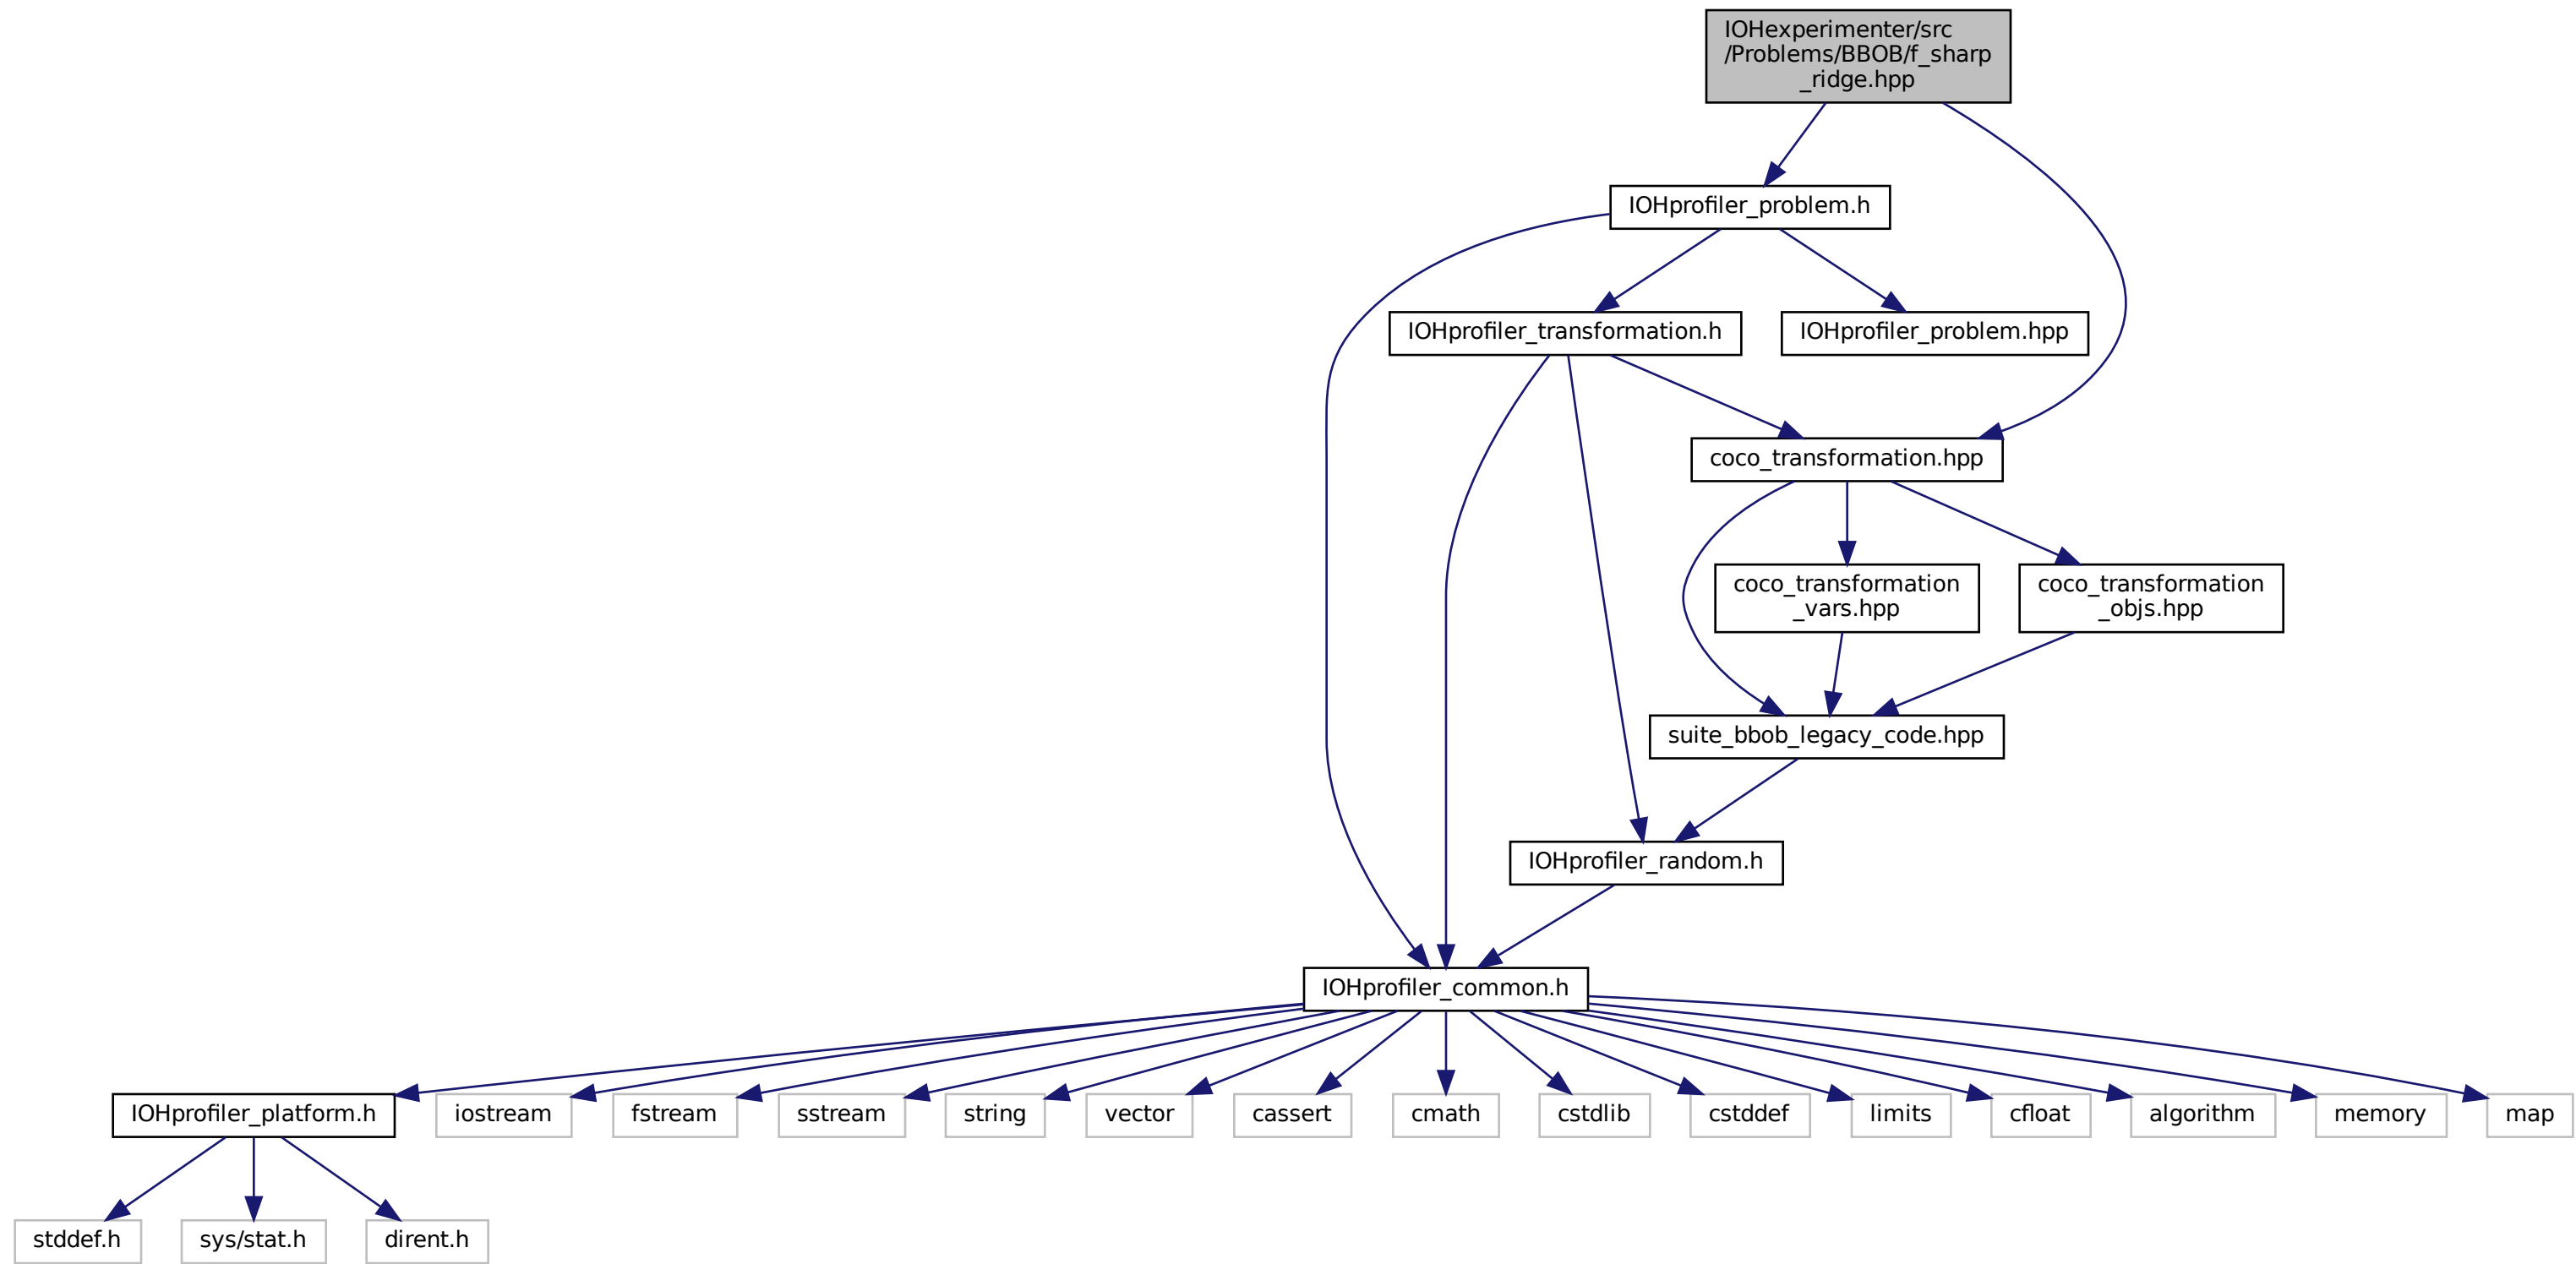 IOHexperimenter/src
/Problems/BBOB/f_sharp
_ridge.hpp
IOHprofiler_problem.h
IOHprofiler_transformation.h
IOHprofiler_problem.hpp
coco_transformation.hpp
coco_transformation
_vars.hpp
coco_transformation
_objs.hpp
suite_bbob_legacy_code.hpp
IOHprofiler_random.h
IOHprofiler_common.h
IOHprofiler_platform.h
iostream
fstream
sstream
string
vector
cassert
cmath
cstdlib
cstddef
limits
cfloat
algorithm
memory
map
stddef.h
sys/stat.h
dirent.h